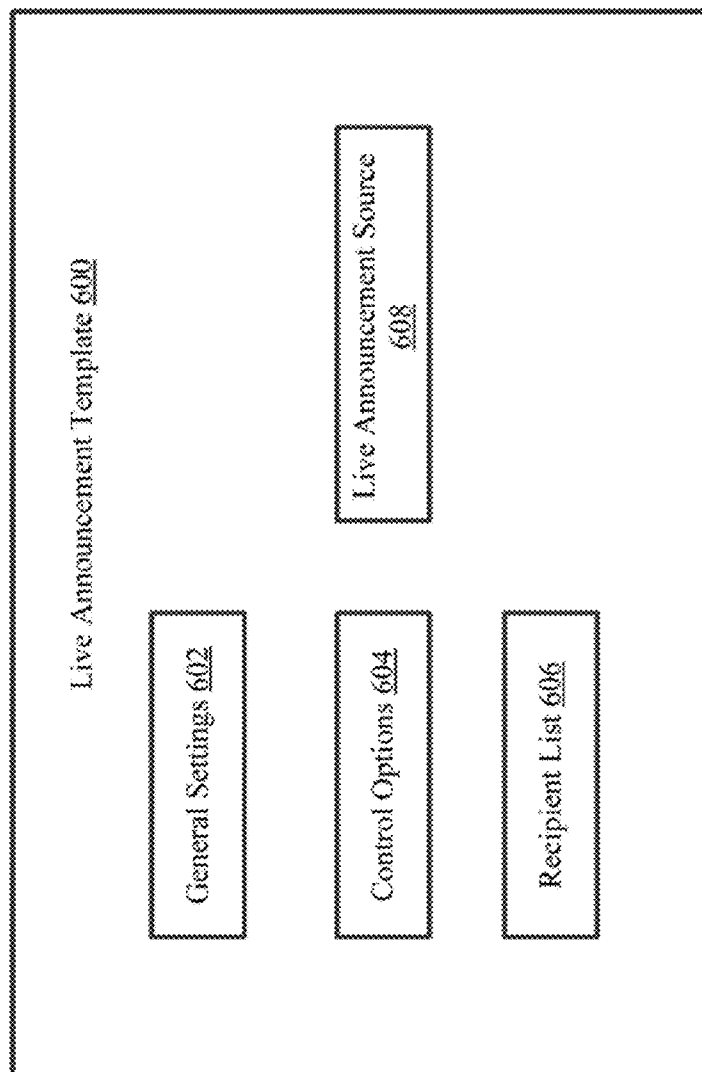 Live Announcement Template 600
General Settings 602
Control Options 604
Recipient List 606
Live Announcement Source
608